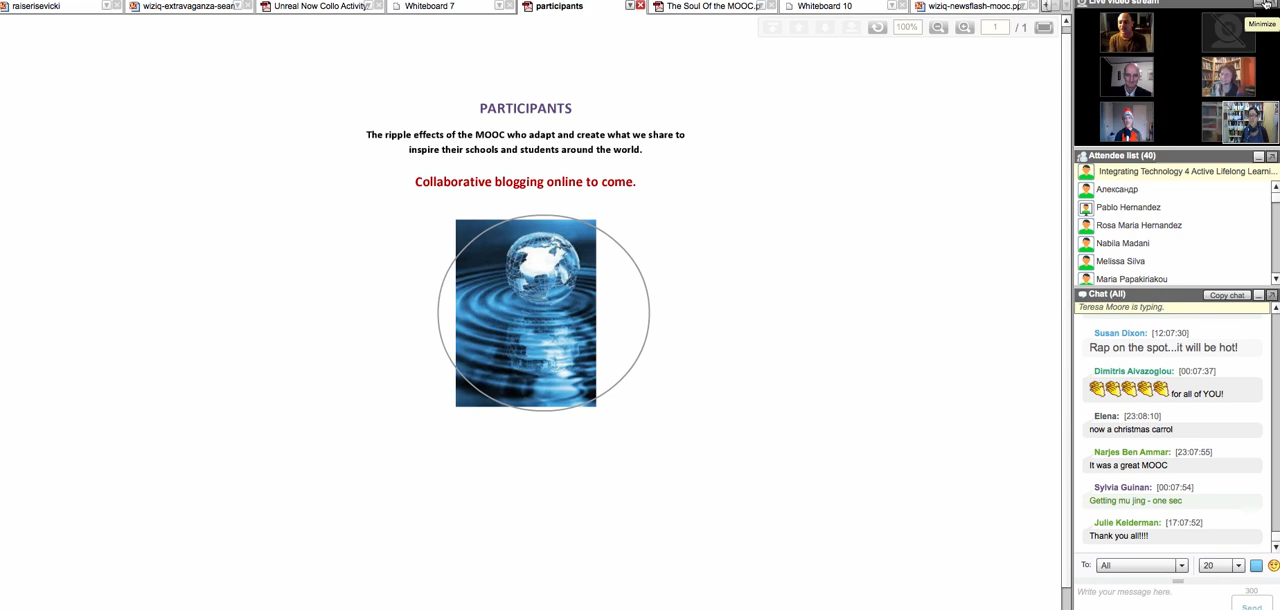 raiserisevicki
wiziq-extravaganza-sean
Unreal Now Collo Activity
Whiteboard 7
participants
The Soul Of the MOOC.p
Whiteboard 10
wiziq-newsflash-mooc.pp
100%
1 / 1
PARTICIPANTS
The ripple effects of the MOOC who adapt and create what we share to
inspire their schools and students around the world.
Collaborative blogging online to come.
Live video stream
Minimize
Attendee list (40)
Integrating Technology 4 Active Lifelong Learni...
Александр
Pablo Hernandez
Rosa Maria Hernandez
Nabila Madani
Melissa Silva
Maria Papakiriakou
Chat (All)
Copy chat
Teresa Moore is typing.
Susan Dixon: [12:07:30]
Rap on the spot...it will be hot!
Dimitris Aivazoglou: [00:07:37]
for all of YOU!
Elena: [23:08:10]
now a christmas carrol
Narjes Ben Ammar: [23:07:55]
It was a great MOOC
Sylvia Guinan: [00:07:54]
Getting mu jing - one sec
Julie Kelderman: [17:07:52]
Thank you all!!!!
To: All 20
Write your message here.
300
Send